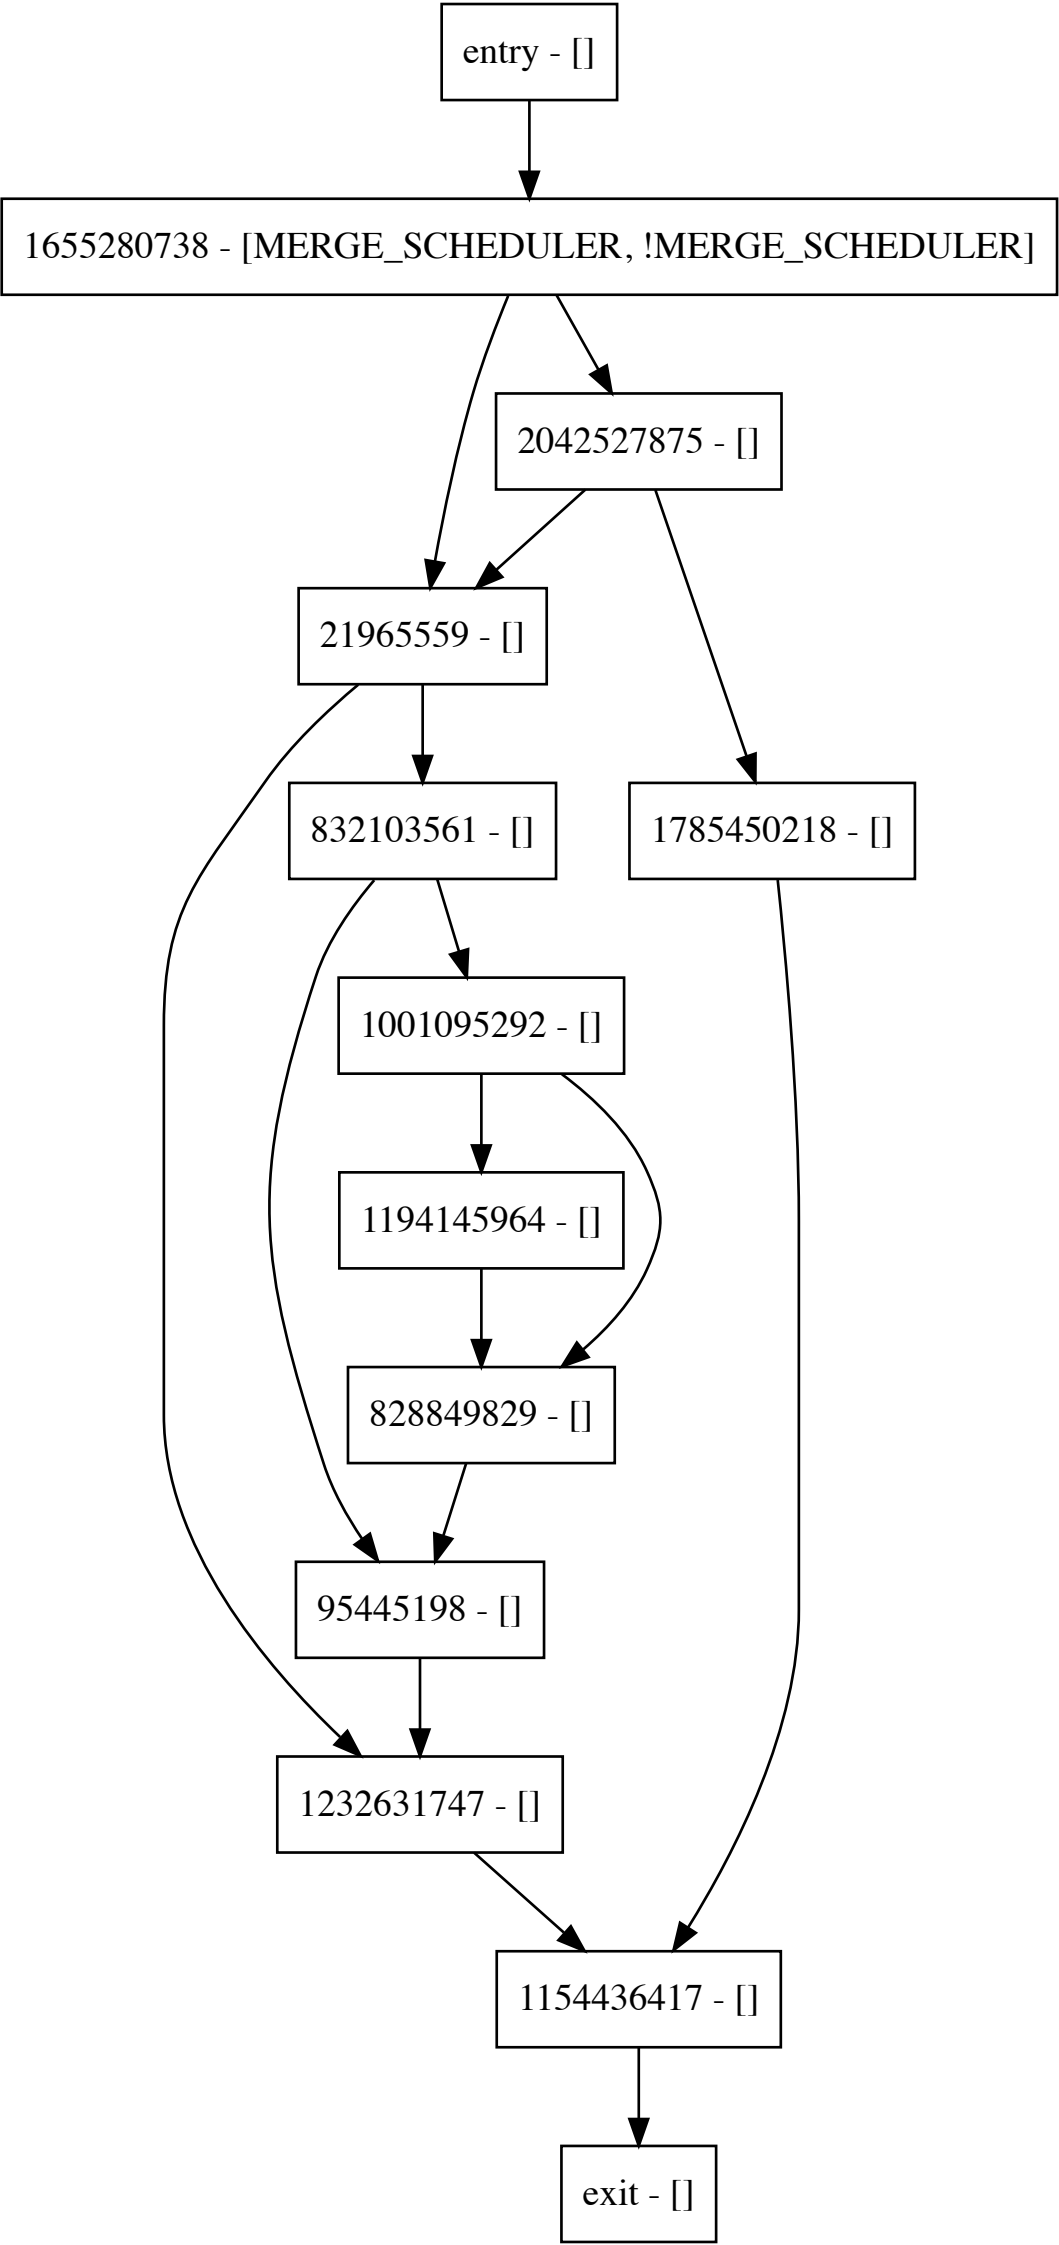 entry - []
1655280738 - [MERGE_SCHEDULER, !MERGE_SCHEDULER]
2042527875 - []
21965559 - []
832103561 - []
1785450218 - []
1001095292 - []
1194145964 - []
828849829 - []
95445198 - []
1232631747 - []
1154436417 - []
exit - []